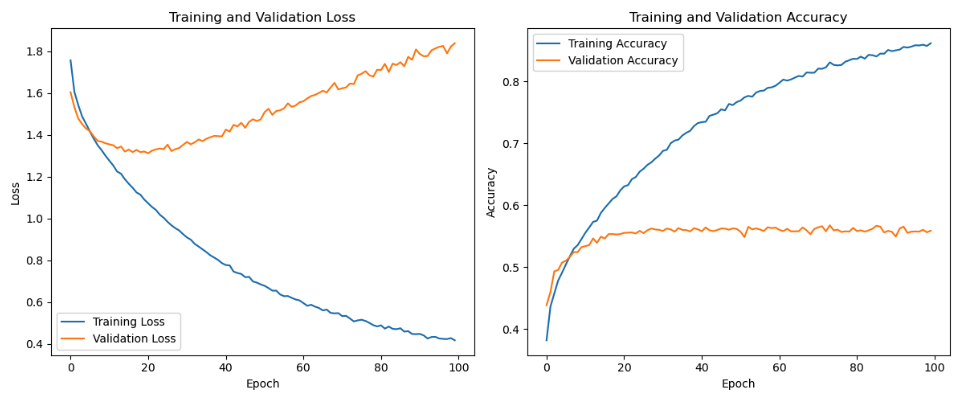 Training and Validation Loss
1.8
1.6
1.4
1.2
1.0
0.8
0.6
0.4
Loss
Training Loss
Validation Loss
0 20 40 60 80 100
Epoch
Training and Validation Accuracy
Training Accuracy
Validation Accuracy
0.8
0.7
0.6
0.5
0.4
Accuracy
0 20 40 60 80 100
Epoch